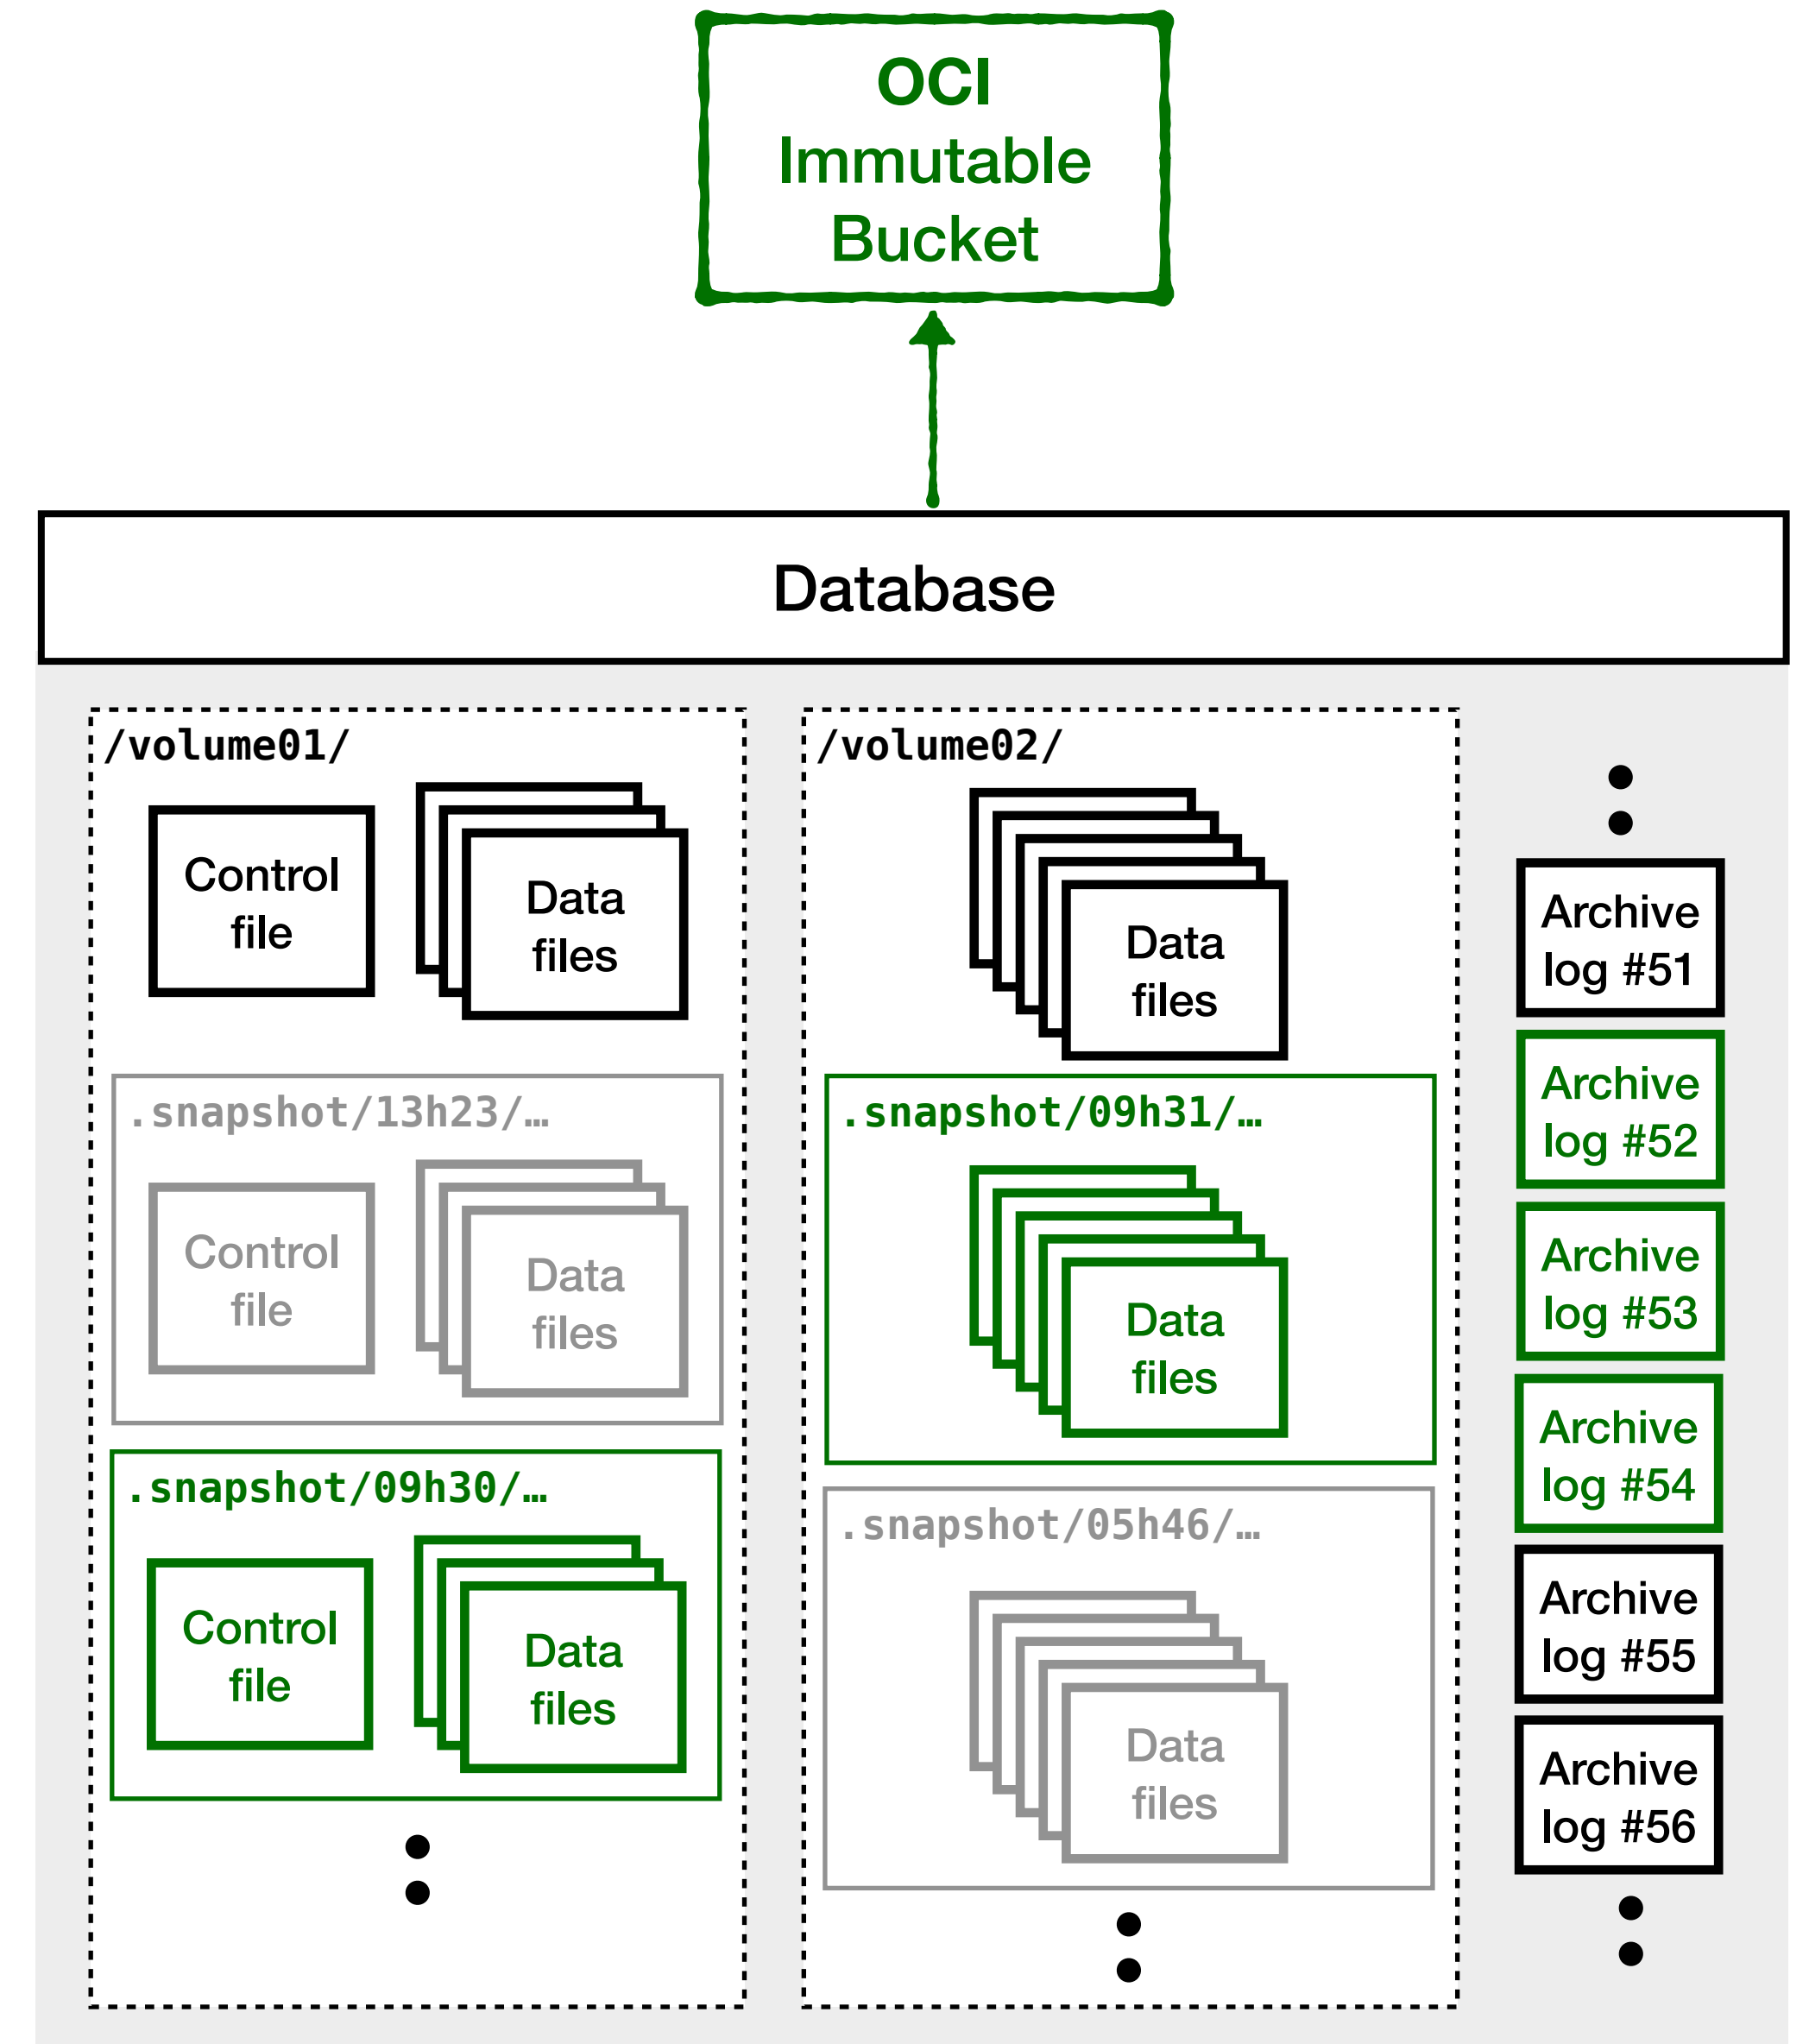 OCI
Immutable
Bucket
Database
/volume01/
Control
file
Data
files
.snapshot/13h23/…
Control
file
Data
files
.snapshot/09h30/…
Control
file
Data
files
/volume02/
Data
files
.snapshot/09h31/…
Data
files
.snapshot/05h46/…
Data
files
Archive
log #51
Archive
log #52
Archive
log #53
Archive
log #54
Archive
log #55
Archive
log #56